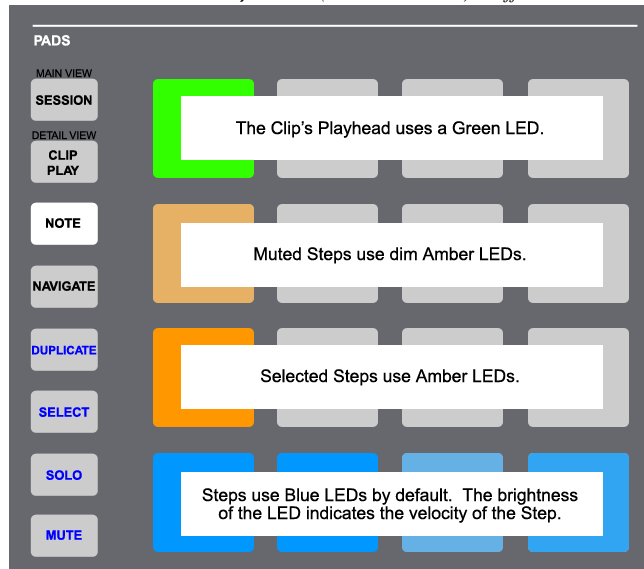 PADS
MAIN VIEW
SESSION
The Clip's Playhead uses a Green LED.
DETAIL VIEW
CLIP
PLAY
NOTE
Muted Steps use dim Amber LEDs.
NAVIGATE
DUPLICATE
Selected Steps use Amber LEDs.
SELECT
SOLO
Steps use Blue LEDs by default.  The brightness
of the LED indicates the velocity of the Step.
MUTE